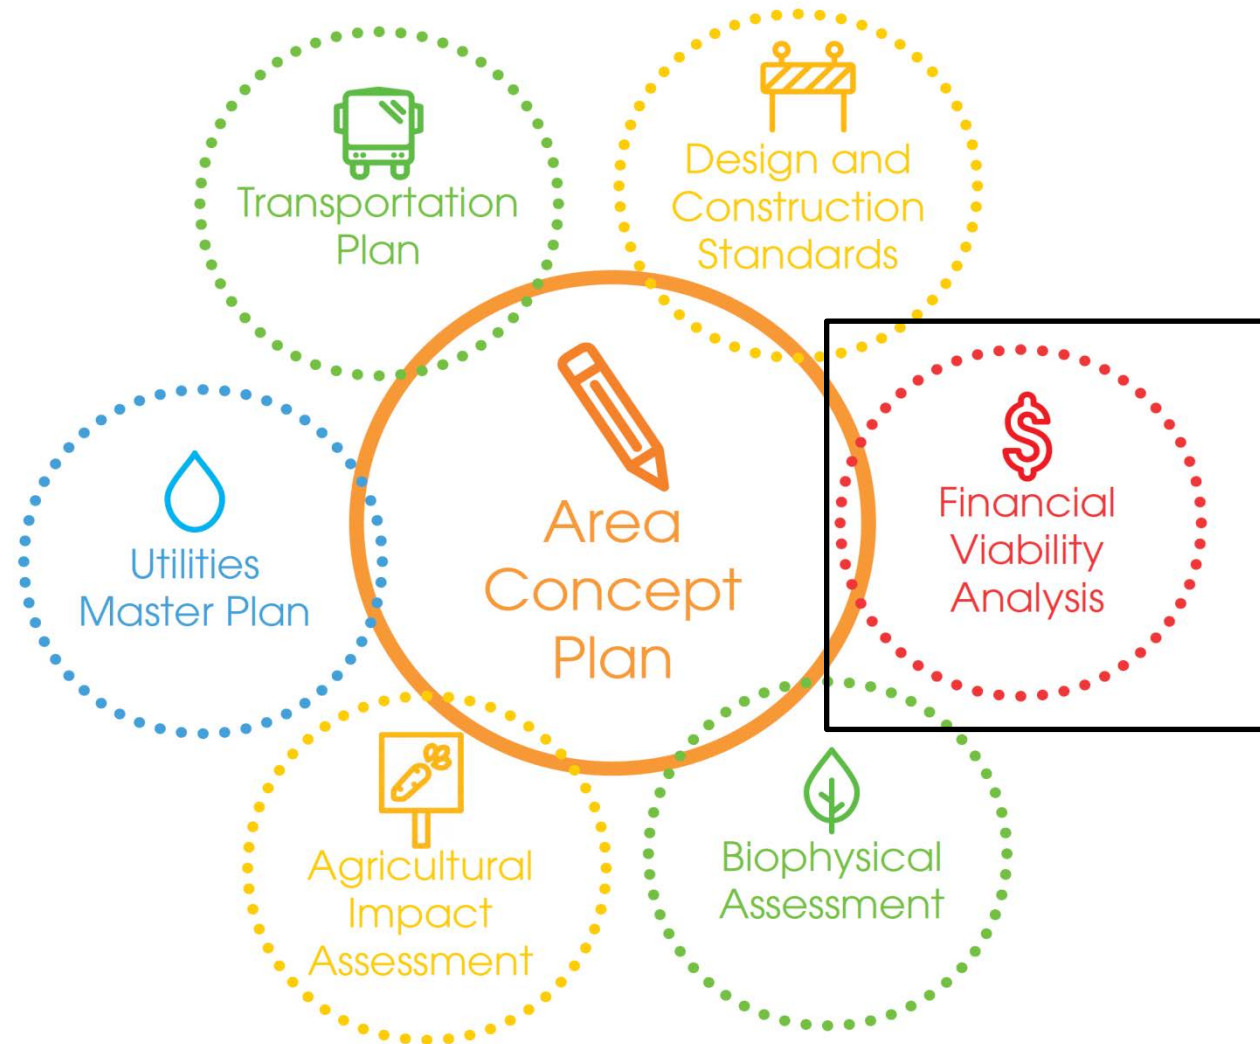 Transportation
Plan
Design and
Construction
Standards
Financial
Viability
Analysis
Area
Concept
Plan
Utilities
Master Plan
Agricultural
Impact
Assessment
Biophysical
Assessment